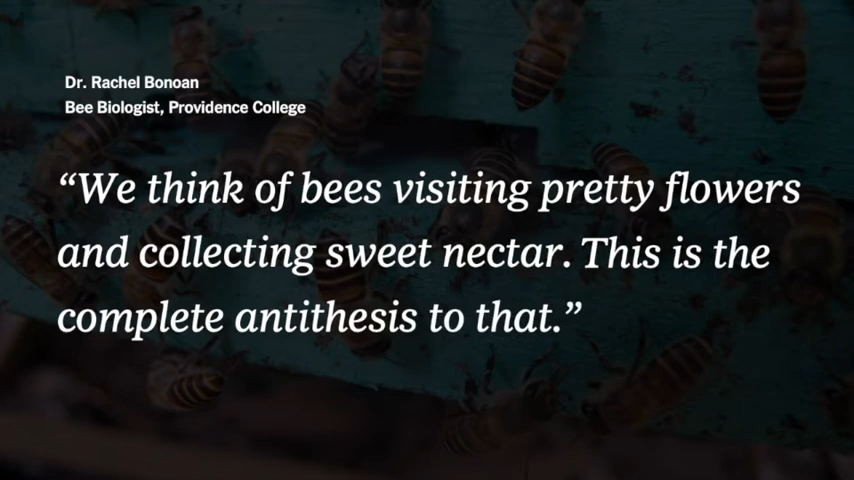 Dr. Rachel Bonoan
Bee Biologist, Providence College
“We think of bees visiting pretty flowers
and collecting sweet nectar. This is the
complete antithesis to that.”